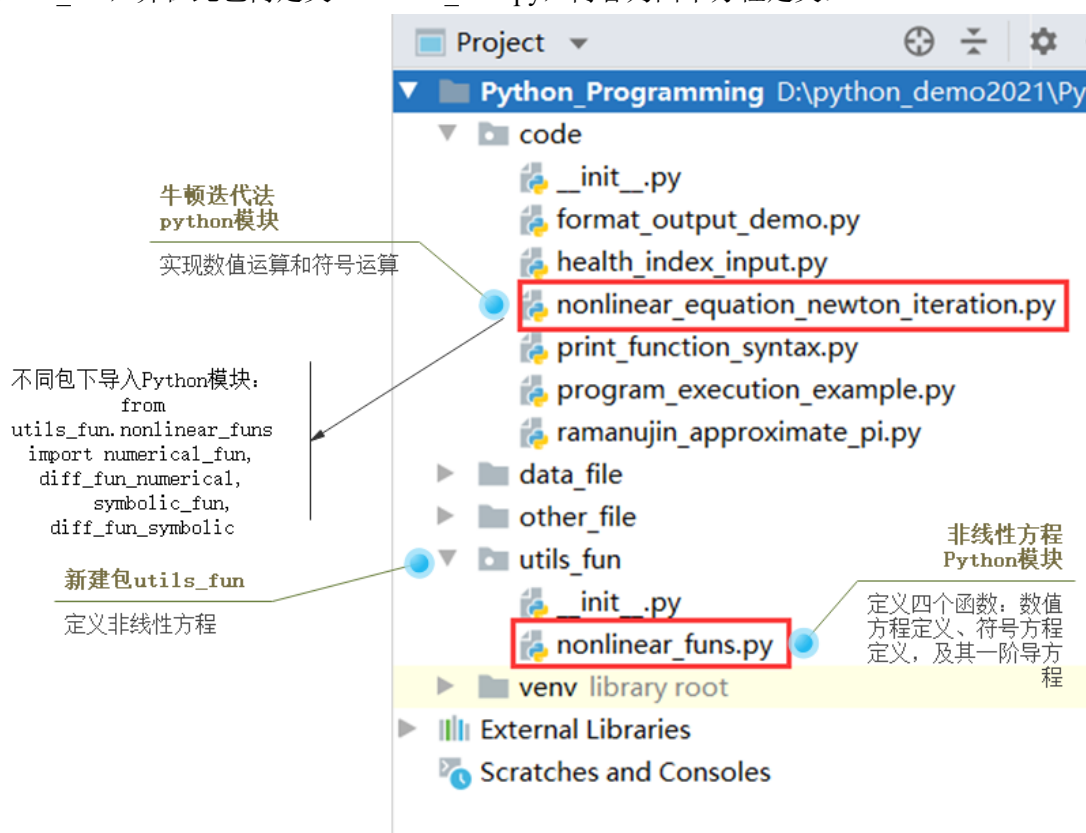 Project
Python_Programming D:\python_demo2021\Py
code
__init__.py
format_output_demo.py
health_index_input.py
nonlinear_equation_newton_iteration.py
print_function_syntax.py
program_execution_example.py
ramanujin_approximate_pi.py
data_file
other_file
utils_fun
__init__.py
nonlinear_funs.py
venv library root
External Libraries
Scratches and Consoles
牛顿迭代法
python模块
实现数值运算和符号运算
不同包下导入Python模块：
from
utils_fun.nonlinear_funs
import numerical_fun,
diff_fun_numerical,
symbolic_fun,
diff_fun_symbolic
新建包utils_fun
定义非线性方程
非线性方程
Python模块
定义四个函数：数值
方程定义、符号方程
定义，及其一阶导方
程